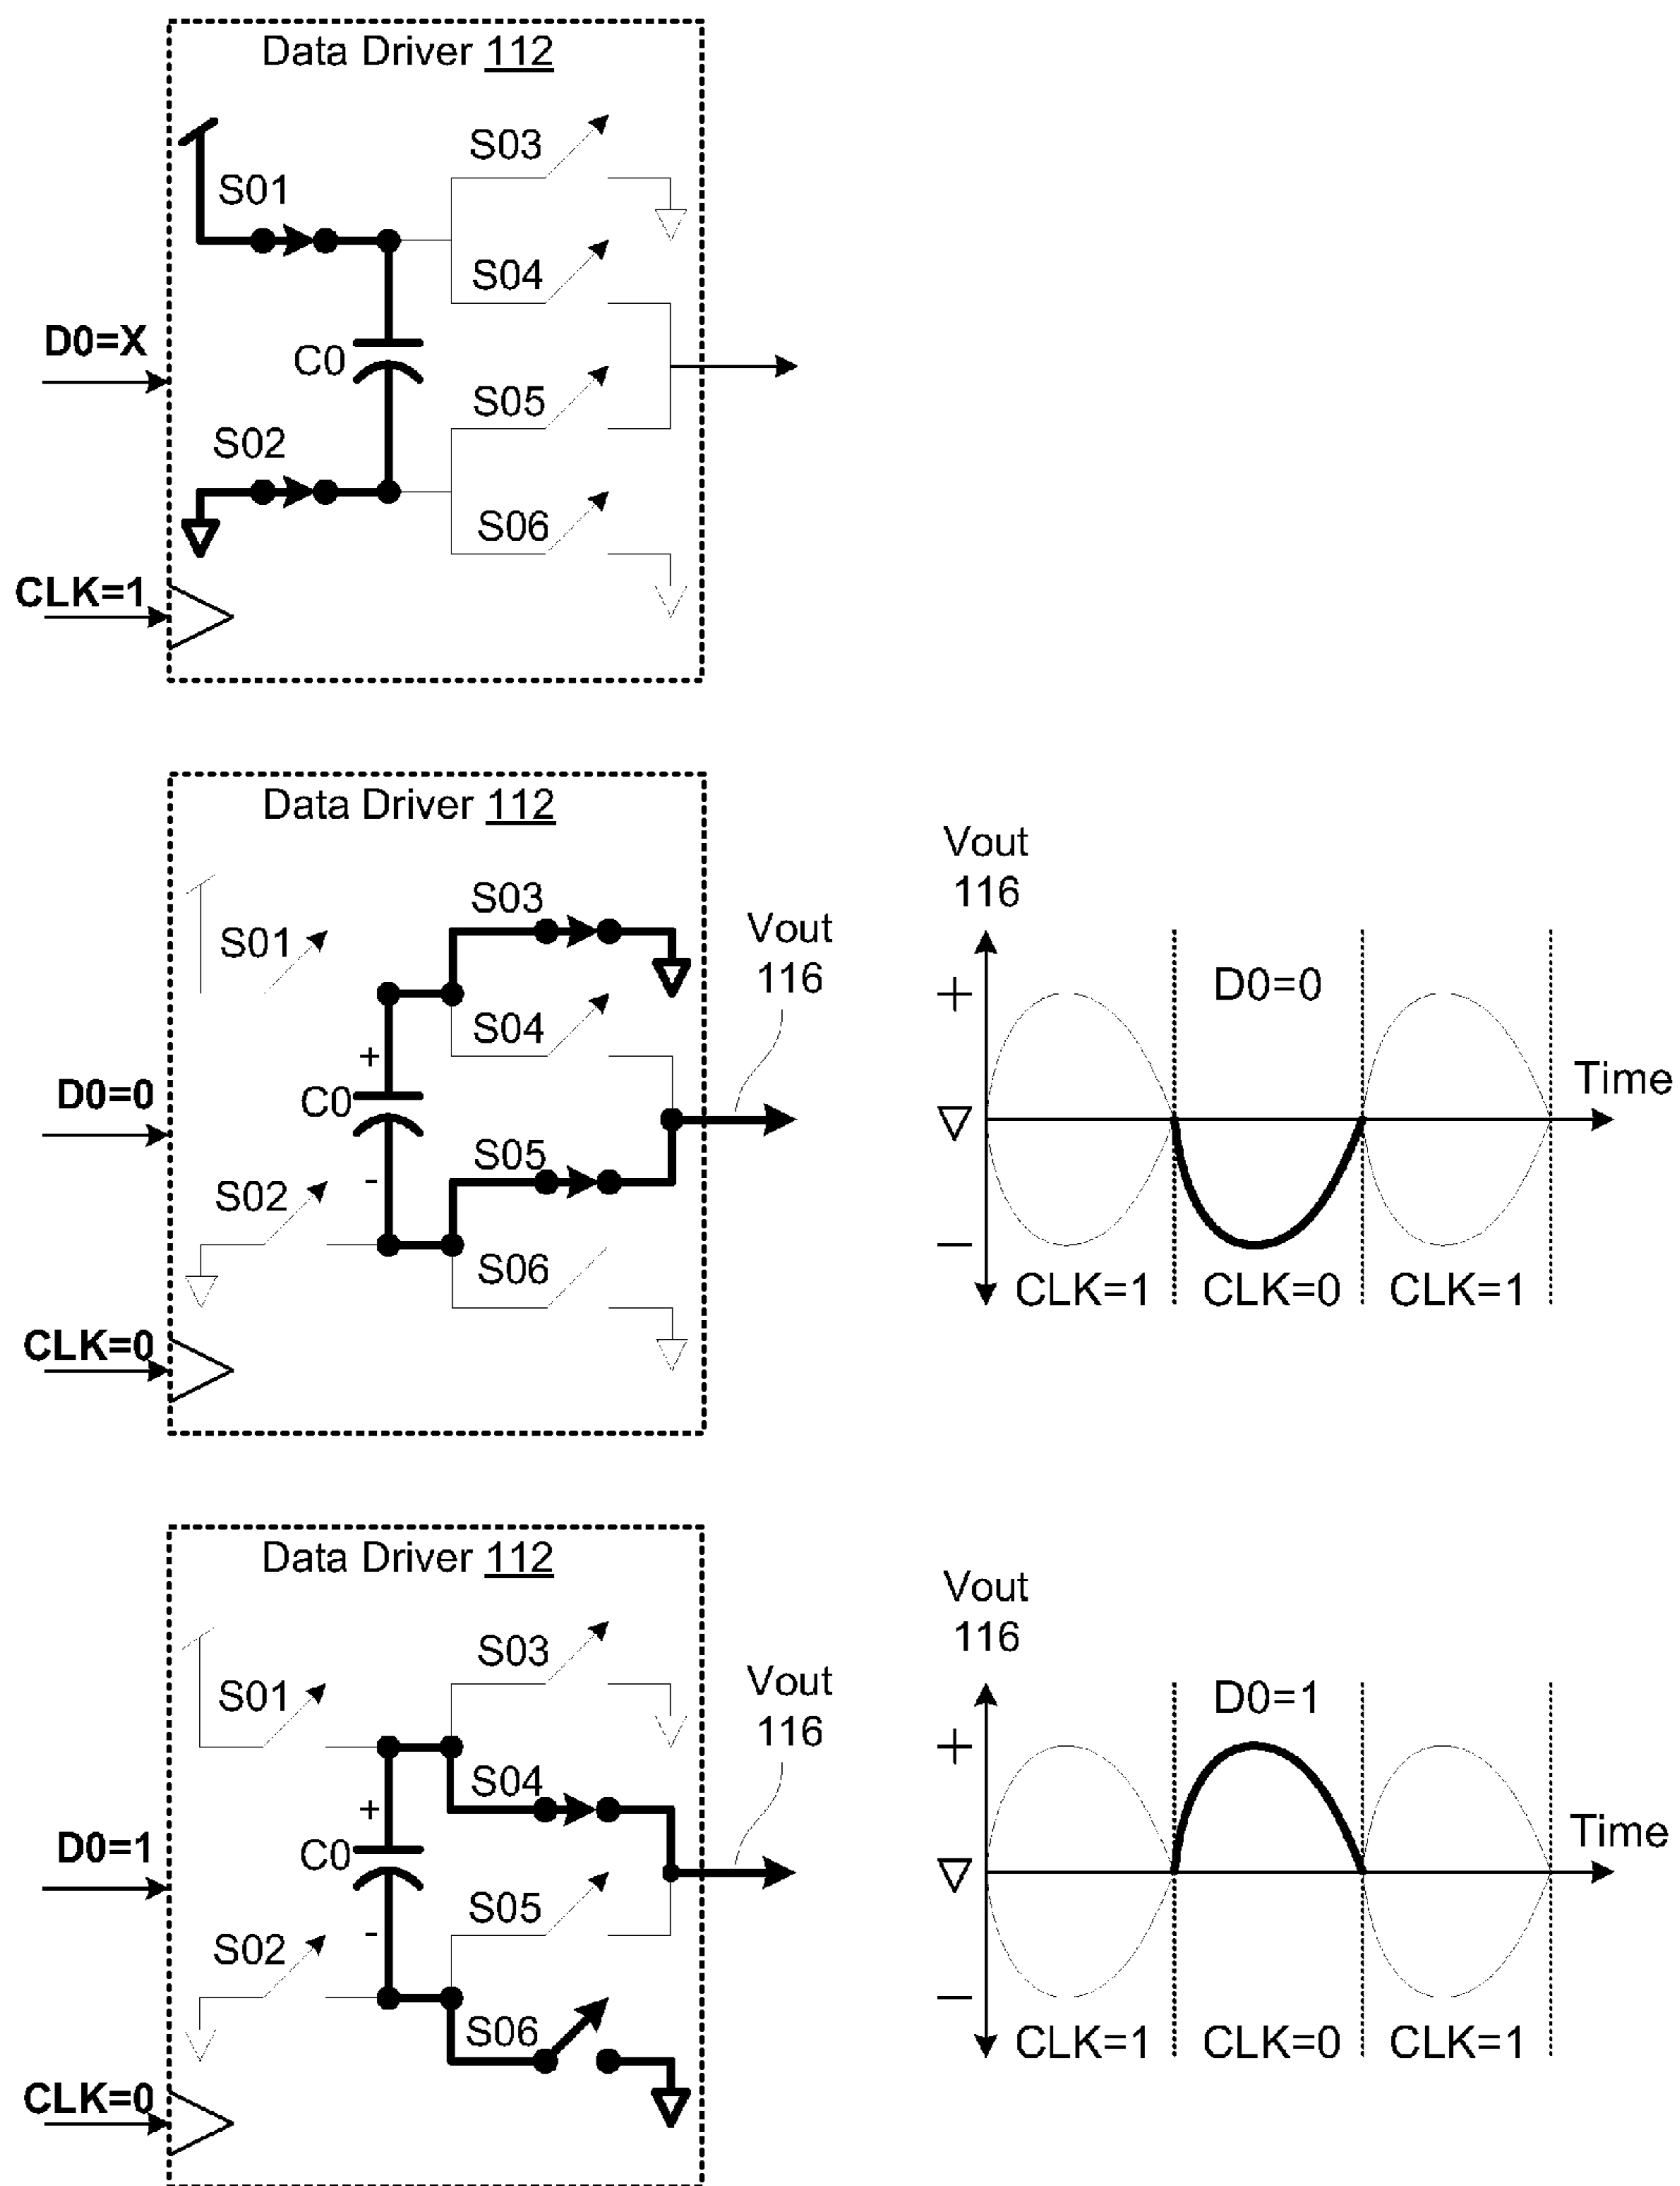 Data Driver 112
S03
S01
S04
D0=X
C0
S05
S02
S06
CLK=1
Data Driver 112
S03
S01
S04
+
C0
D0=0
S05
-
S02
S06
CLK=0
Vout
116
Vout
116
+
D0=0
Time
−
CLK=1
CLK=0
CLK=1
Data Driver 112
S03
S01
S04
+
C0
D0=1
S05
-
S02
S06
CLK=0
Vout
116
Vout
116
D0=1
+
Time
−
CLK=1
CLK=0
CLK=1